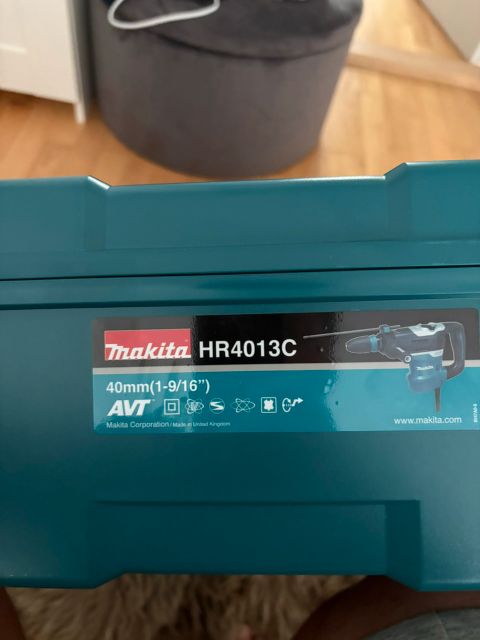 makita HR4013C
40mm(1-9/16")
AVT
Makita Corporation / Made in United Kingdom
www.makita.com